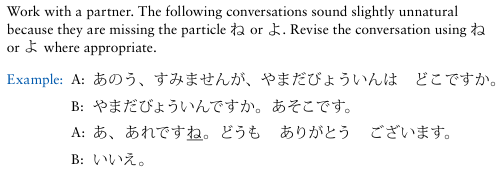 Work with a partner. The following conversations sound slightly unnatural
because they are missing the particle ね or よ. Revise the conversation using ね
or よ where appropriate.
Example: A: あのう、すみませんが、やまだびょういんは　どこですか。
B: やまだびょういんですか。あそこです。
A: あ、あれですね。どうも　ありがとう　ございます。
B: いいえ。